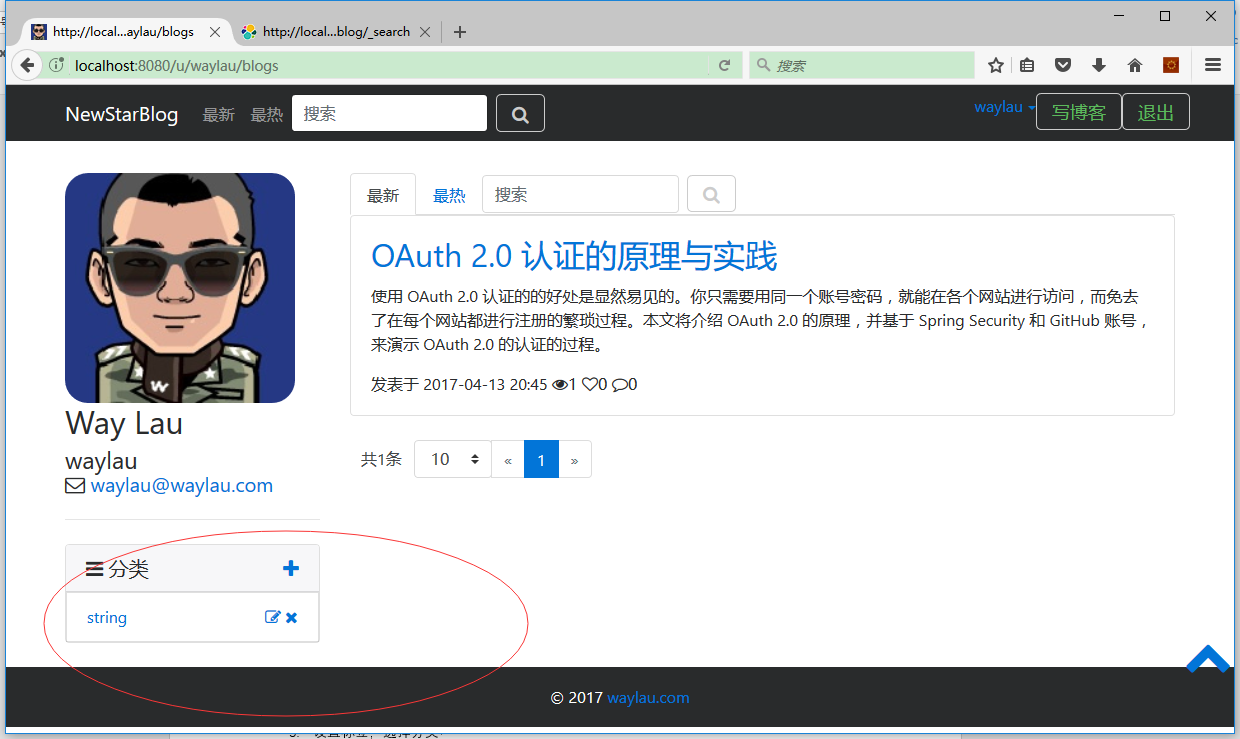 http://local...aylau/blogs http://local...blog/_search
localhost:8080/u/waylau/blogs 搜索
NewStarBlog 最新 最热 搜索 waylau 写博客 退出
最新 最热 搜索
OAuth 2.0 认证的原理与实践
使用 OAuth 2.0 认证的的好处是显然易见的。你只需要用同一个账号密码，就能在各个网站进行访问，而免去
了在每个网站都进行注册的繁琐过程。本文将介绍 OAuth 2.0 的原理，并基于 Spring Security 和 GitHub 账号，
来演示 OAuth 2.0 的认证的过程。
发表于 2017-04-13 20:45 1 0 0
共1条 10 « 1 »
W
Way Lau
waylau
waylau@waylau.com
分类
string
© 2017 waylau.com